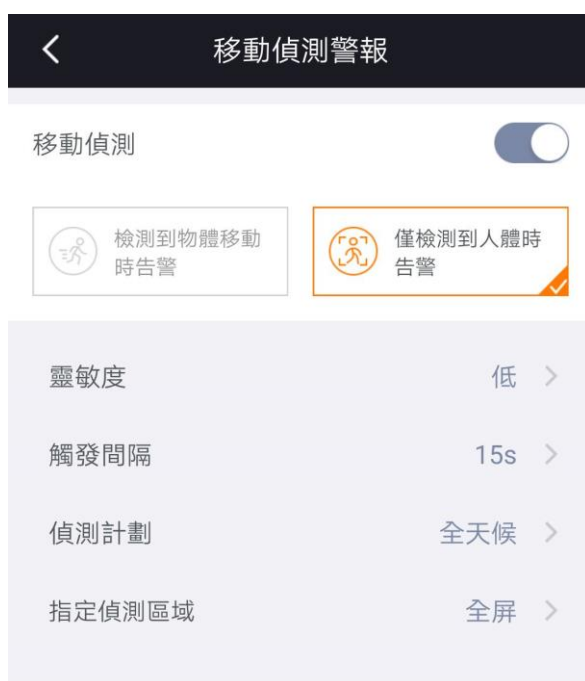 移動偵測警報
移動偵測
檢測到物體移動
時告警
僅檢測到人體時
告警
靈敏度 低
觸發間隔 15s
偵測計劃 全天候
指定偵測區域 全屏